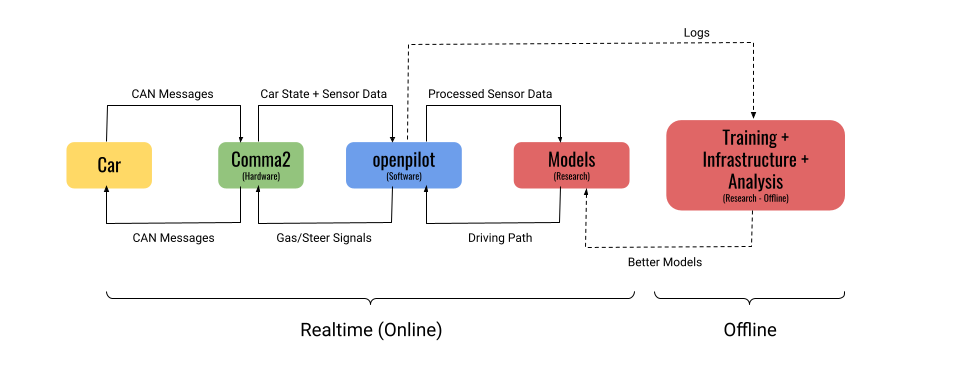 Logs
CAN Messages
Car State + Sensor Data
Processed Sensor Data
Car
Comma2
(Hardware)
openpilot
(Software)
Models
(Research)
Training +
Infrastructure +
Analysis
(Research - Offline)
CAN Messages
Gas/Steer Signals
Driving Path
Better Models
Realtime (Online)
Offline